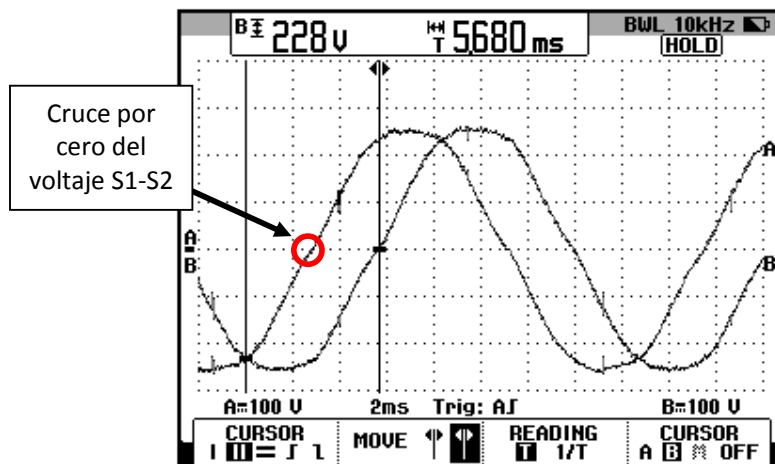 B 228V T 5.680 ms BWL 10kHz
HOLD
Cruce por
cero del
voltaje S1-S2
A
B
A
B
A=100 V 2ms Trig: A B=100 V
CURSOR MOVE READING CURSOR
T 1/T A B OFF